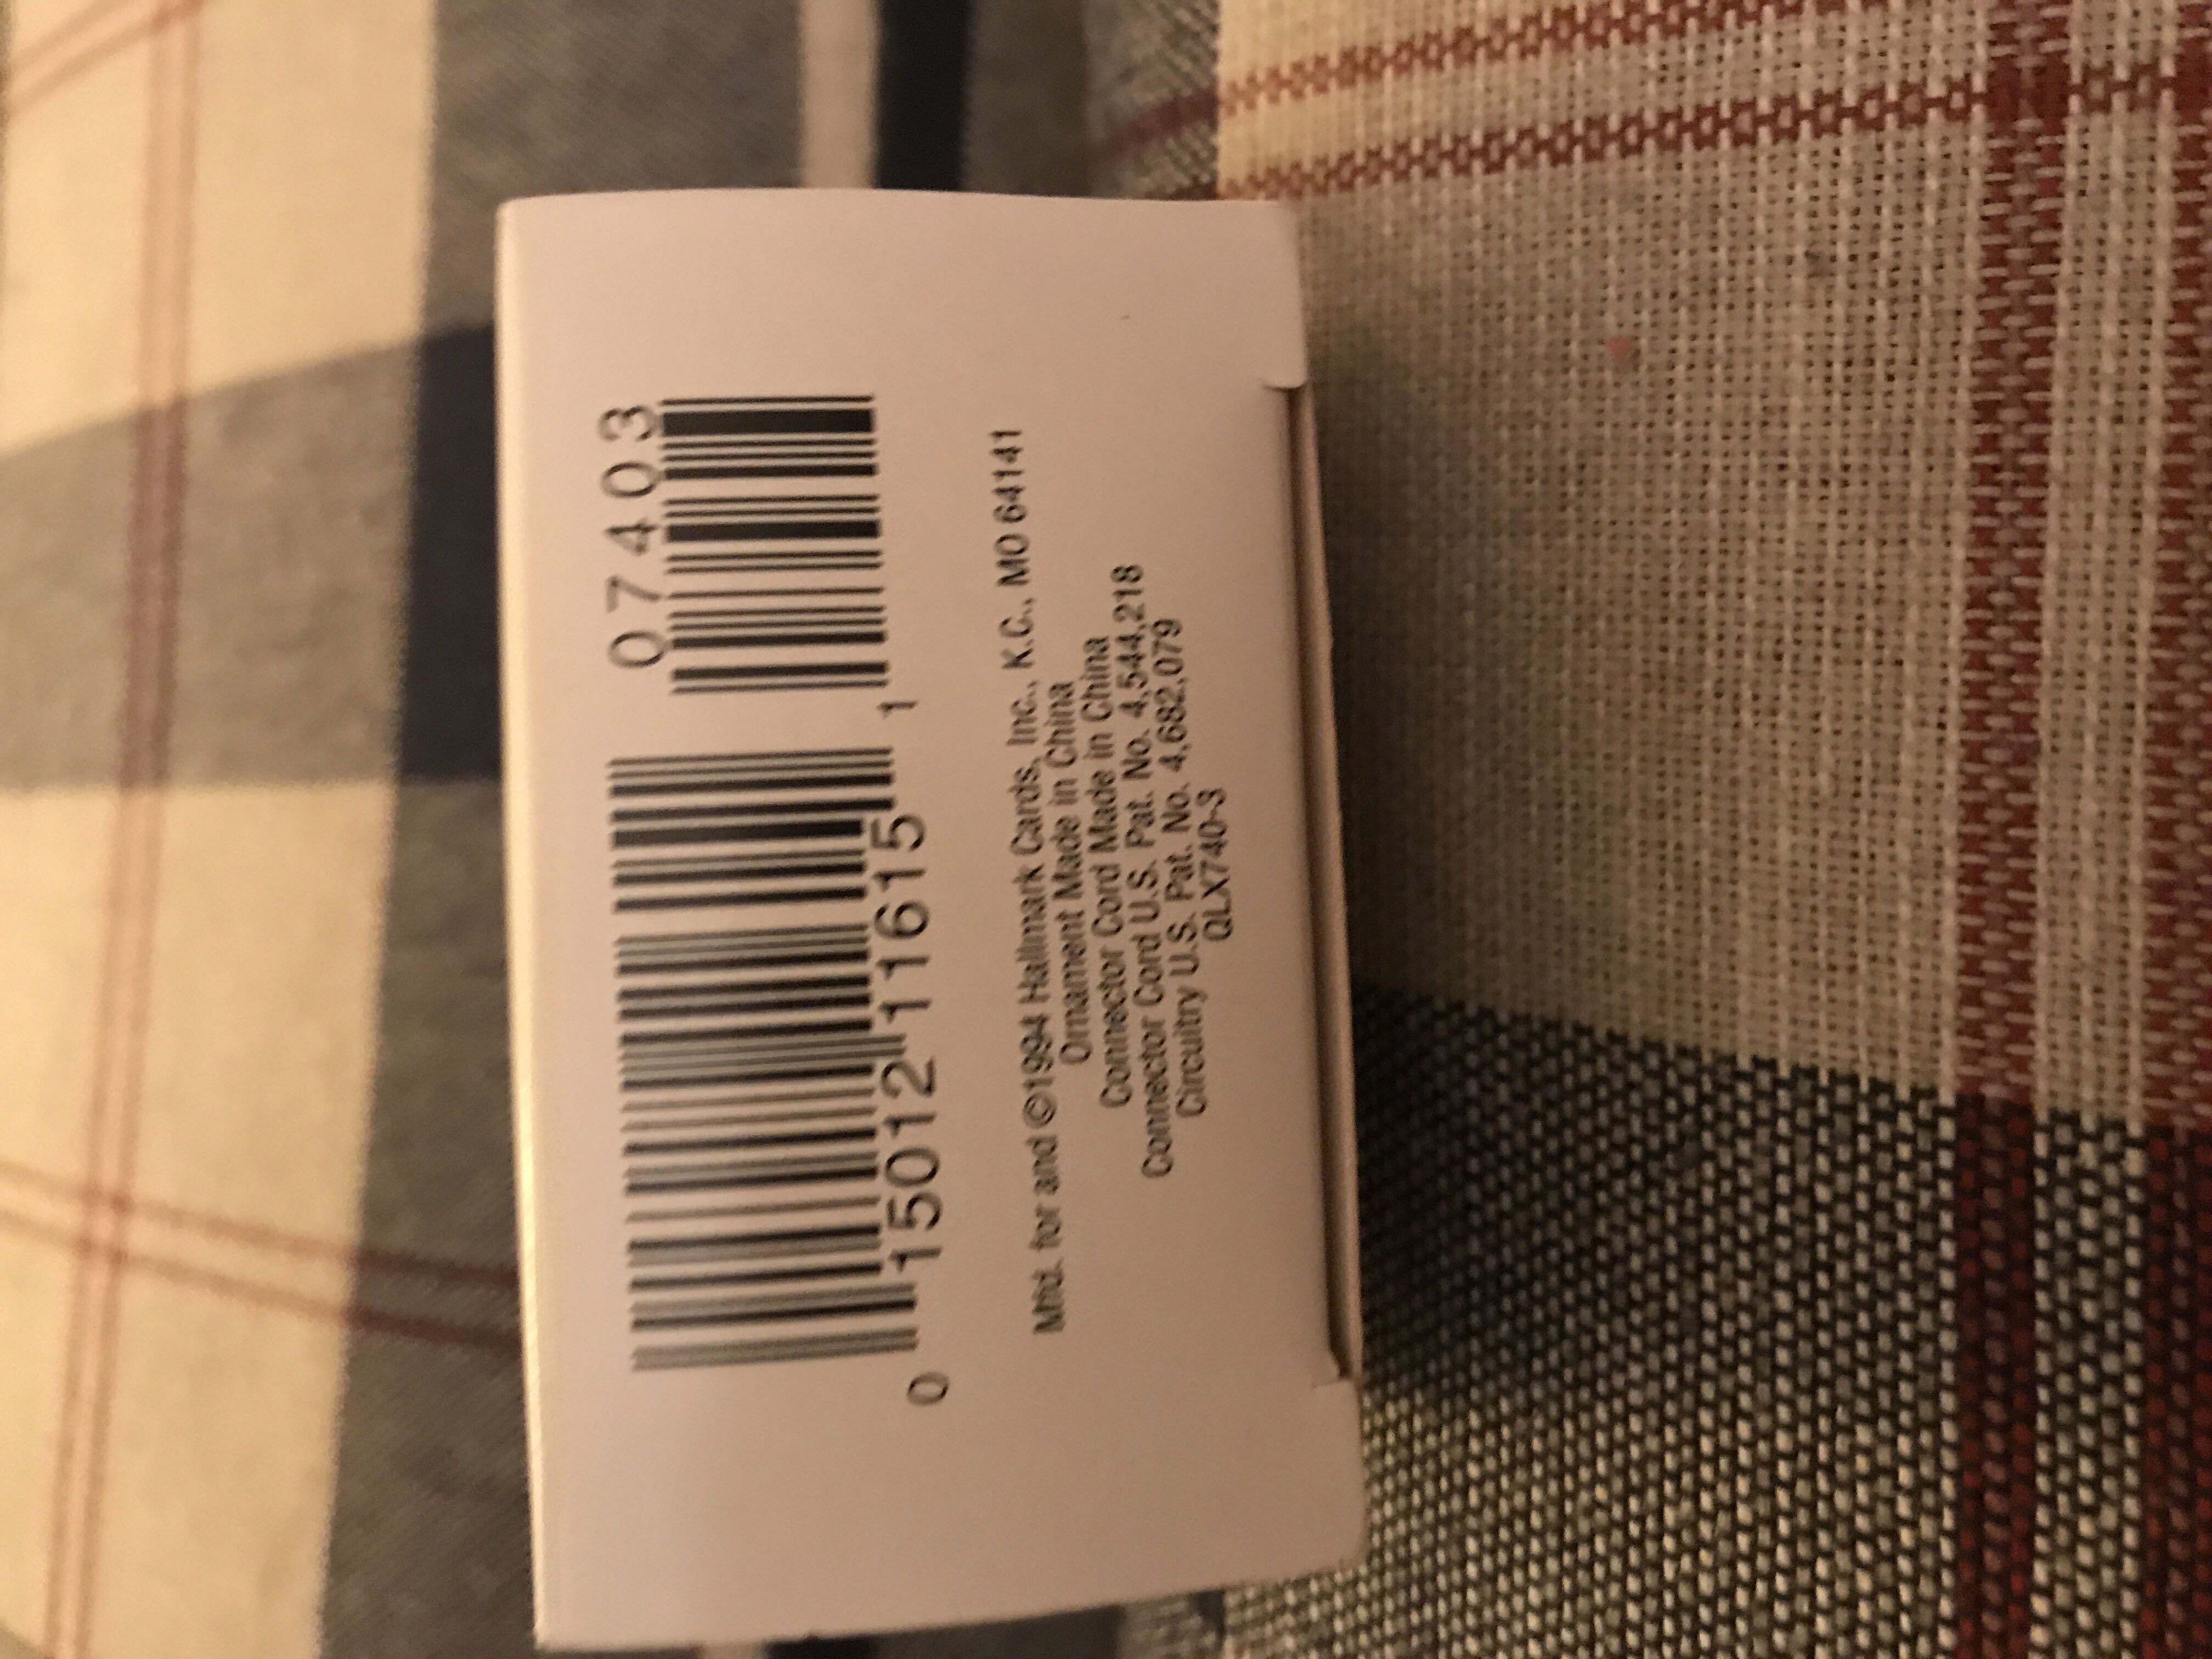 07403
0 15012 11615 1
Mftd. for and ©1994 Hallmark Cards, Inc., K.C., MO 64141
Ornament Made in China
Connector Cord Made in China
Connector Cord U.S. Pat. No. 4,544,218
Circuitry U.S. Pat. No. 4,682,079
QLX740-3